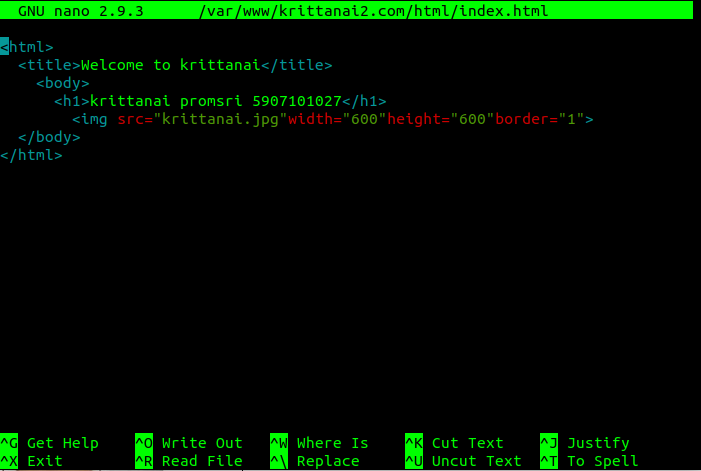 GNU nano 2.9.3 /var/www/krittanai2.com/html/index.html
<html>
<title>Welcome to krittanai</title>
<body>
<h1>krittanai promsri 5907101027</h1>
<img src="krittanai.jpg"width="600"height="600"border="1">
</body>
</html>
^G Get Help ^O Write Out ^W Where Is ^K Cut Text ^J Justify
^X Exit ^R Read File ^\ Replace ^U Uncut Text ^T To Spell